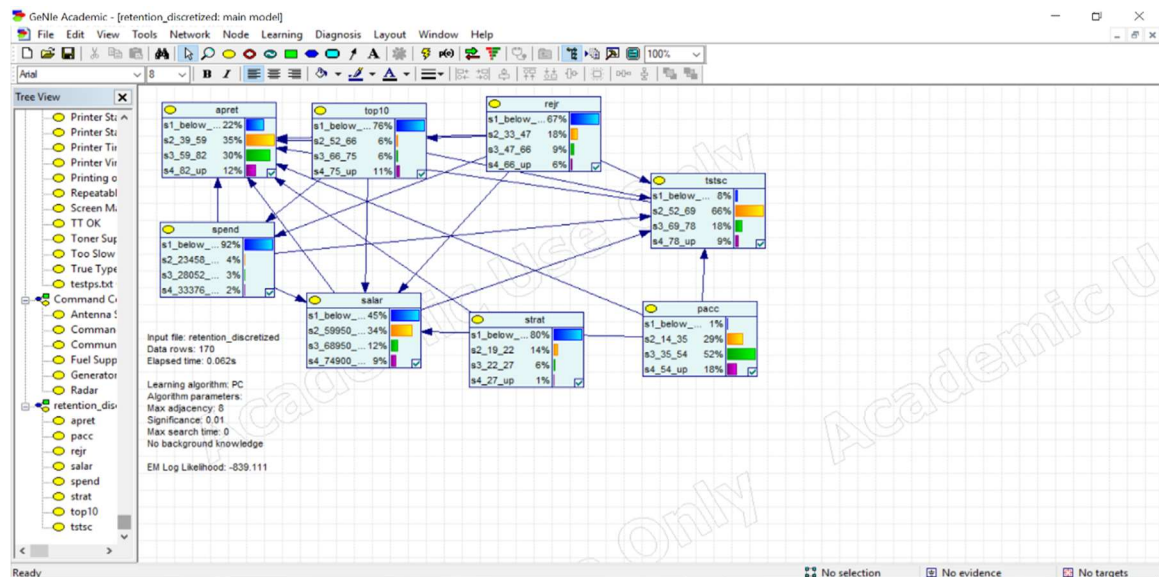 GeNIe Academic - [retention_discretized: main model]
File Edit View Tools Network Node Learning Diagnosis Layout Window Help
100%
Arial 8 B I A
Tree View
Printer Sta
Printer Sta
Printer Tir
Printer Vir
Printing o
Repeatabl
Screen Ma
TT OK
Toner Sup
Too Slow
True Type
testps.txt
Command Co
Antenna S
Comman
Commun
Fuel Supp
Generator
Radar
retention_dis
apret
pacc
rejr
salar
spend
strat
top10
tstsc
apret
s1_below_... 22%
s2_39_59 35%
s3_59_82 30%
s4_82_up 12%
top10
s1_below_... 76%
s2_52_66 6%
s3_66_75 6%
s4_75_up 11%
rejr
s1_below_... 67%
s2_33_47 18%
s3_47_66 9%
s4_66_up 6%
tstsc
s1_below_... 8%
s2_52_69 66%
s3_69_78 18%
s4_78_up 9%
spend
s1_below_... 92%
s2_23458_... 4%
s3_28052_... 3%
s4_33376_... 2%
salar
s1_below_... 45%
s2_59950_... 34%
s3_68950_... 12%
s4_74900_... 9%
strat
s1_below_... 80%
s2_19_22 14%
s3_22_27 6%
s4_27_up 1%
pacc
s1_below_... 1%
s2_14_35 29%
s3_35_54 52%
s4_54_up 18%
Input file: retention_discretized
Data rows: 170
Elapsed time: 0.062s
Learning algorithm: PC
Algorithm parameters:
Max adjacency: 8
Significance: 0.01
Max search time: 0
No background knowledge
EM Log Likelihood: -839.111
Academic Use Only
Academic U
Use Only
Ready
No selection
No evidence
No targets